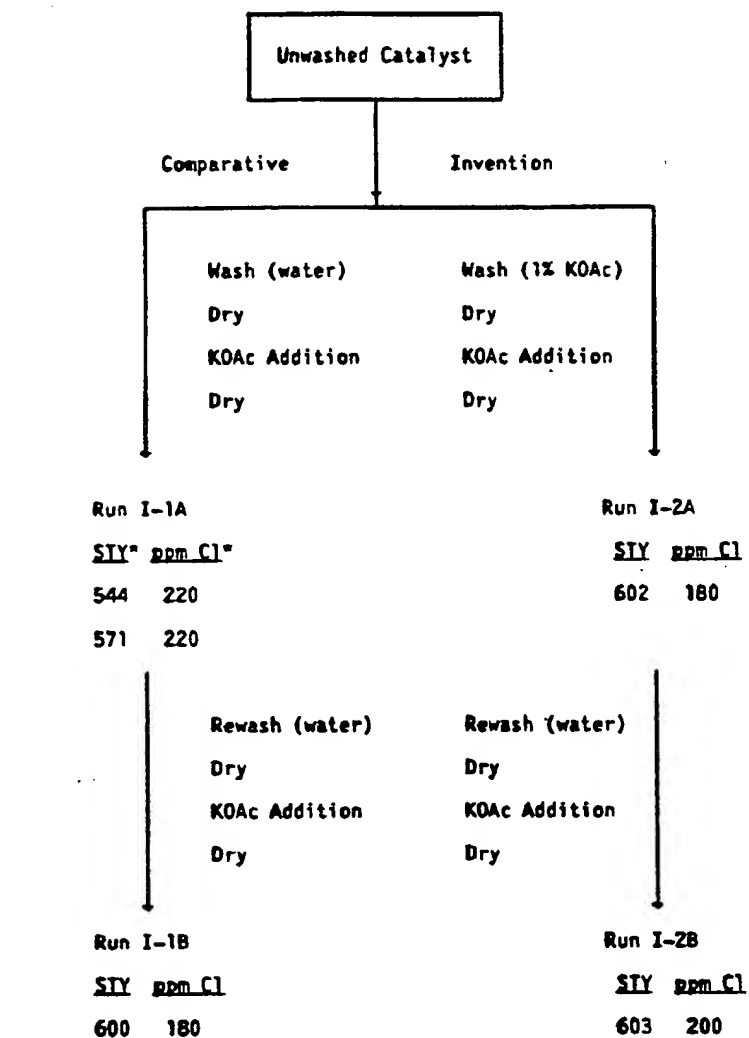 Unwashed Catalyst
Comparative Invention
Wash (water) Wash (1% KOAc)
Dry Dry
KOAc Addition KOAc Addition
Dry Dry
Run I-1A Run I-2A
STY* ppm Cl* STY ppm Cl
544 220 602 180
571 220
Rewash (water) Rewash (water)
Dry Dry
KOAc Addition KOAc Addition
Dry Dry
Run I-1B Run I-2B
STY ppm Cl STY ppm Cl
600 180 603 200